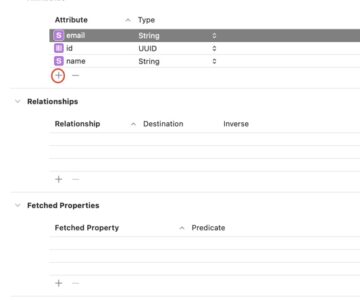 Attribute Type
S email String
id UUID
S name String
+ −
Relationships
Relationship Destination Inverse
+ −
Fetched Properties
Fetched Property Predicate
+ −